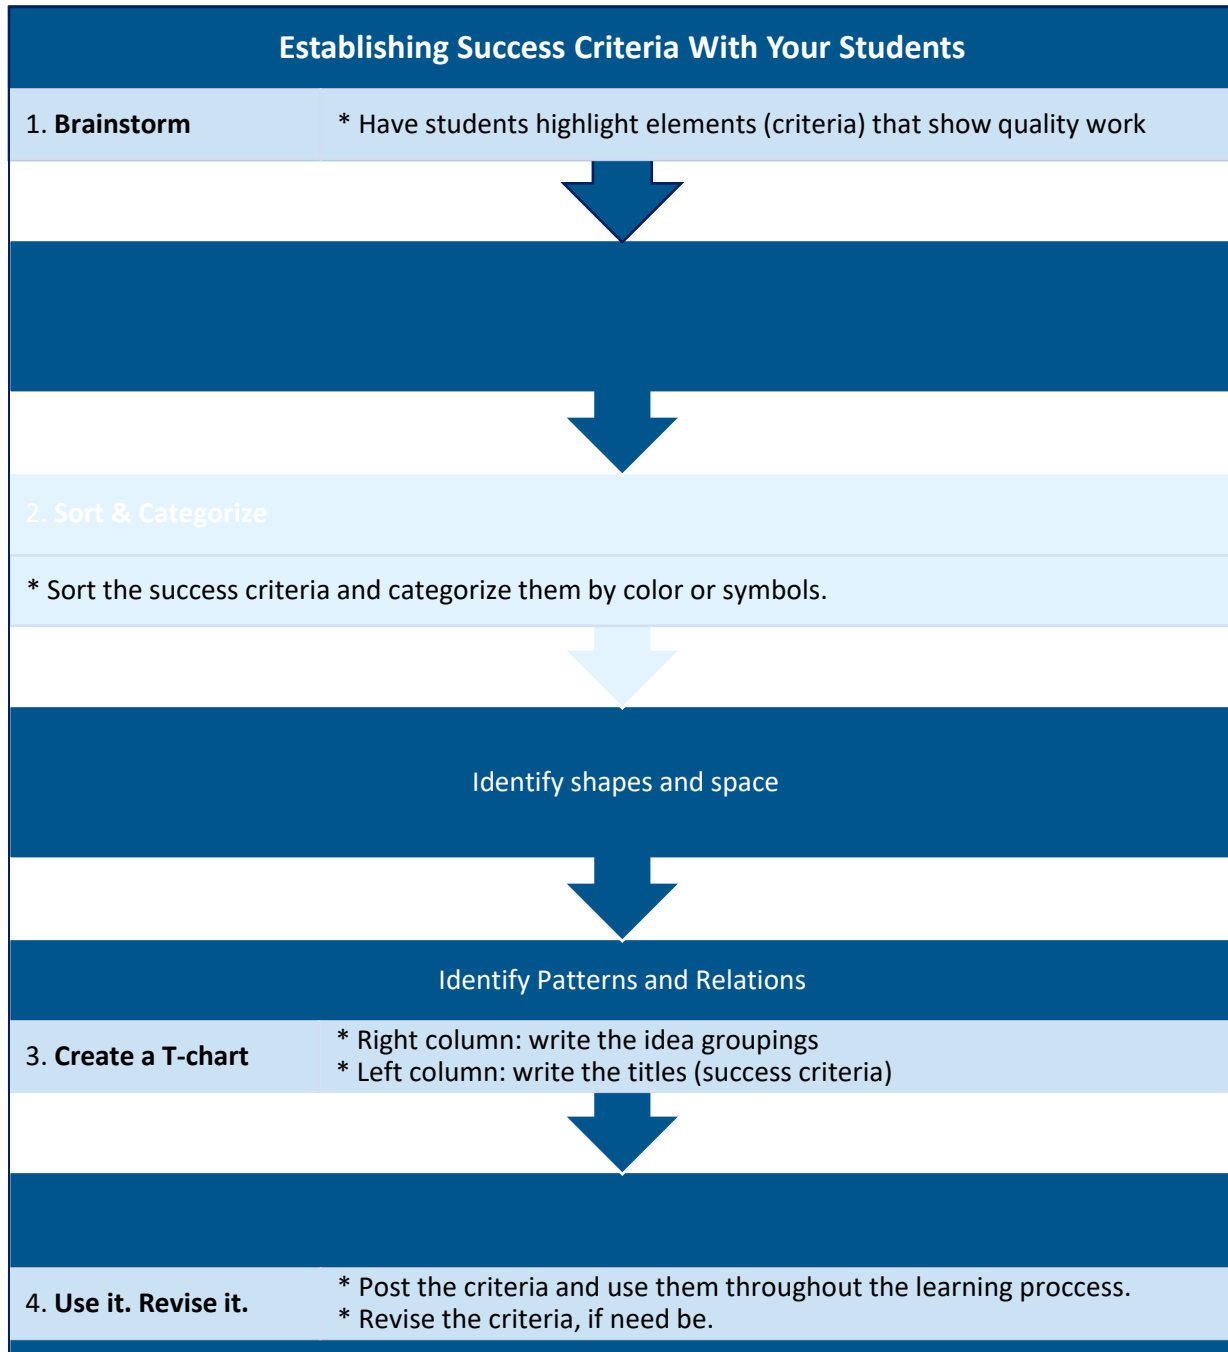 Establishing Success Criteria With Your Students
1. Brainstorm
* Have students highlight elements (criteria) that show quality work
2. Sort & Categorize
* Sort the success criteria and categorize them by color or symbols.
Identify shapes and space
Identify Patterns and Relations
3. Create a T-chart
* Right column: write the idea groupings
* Left column: write the titles (success criteria)
4. Use it. Revise it.
* Post the criteria and use them throughout the learning proccess.
* Revise the criteria, if need be.